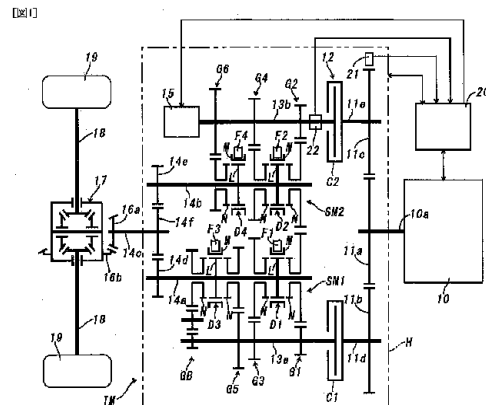 [図1]
19
15
G6
G4
G2
12
21
20
13b
11e
18
F4
F2
22
11c
M
M
14e
L
L
C2
17
14b
N
N
SM2
10a
16a
14f
D4
D2
F3
F1
11a
14c
14d
M
M
10
16b
L
L
SM1
11b
14a
N
N
18
D3
D1
13a
11d
H
19
TM
GB
G5
G3
G1
C1